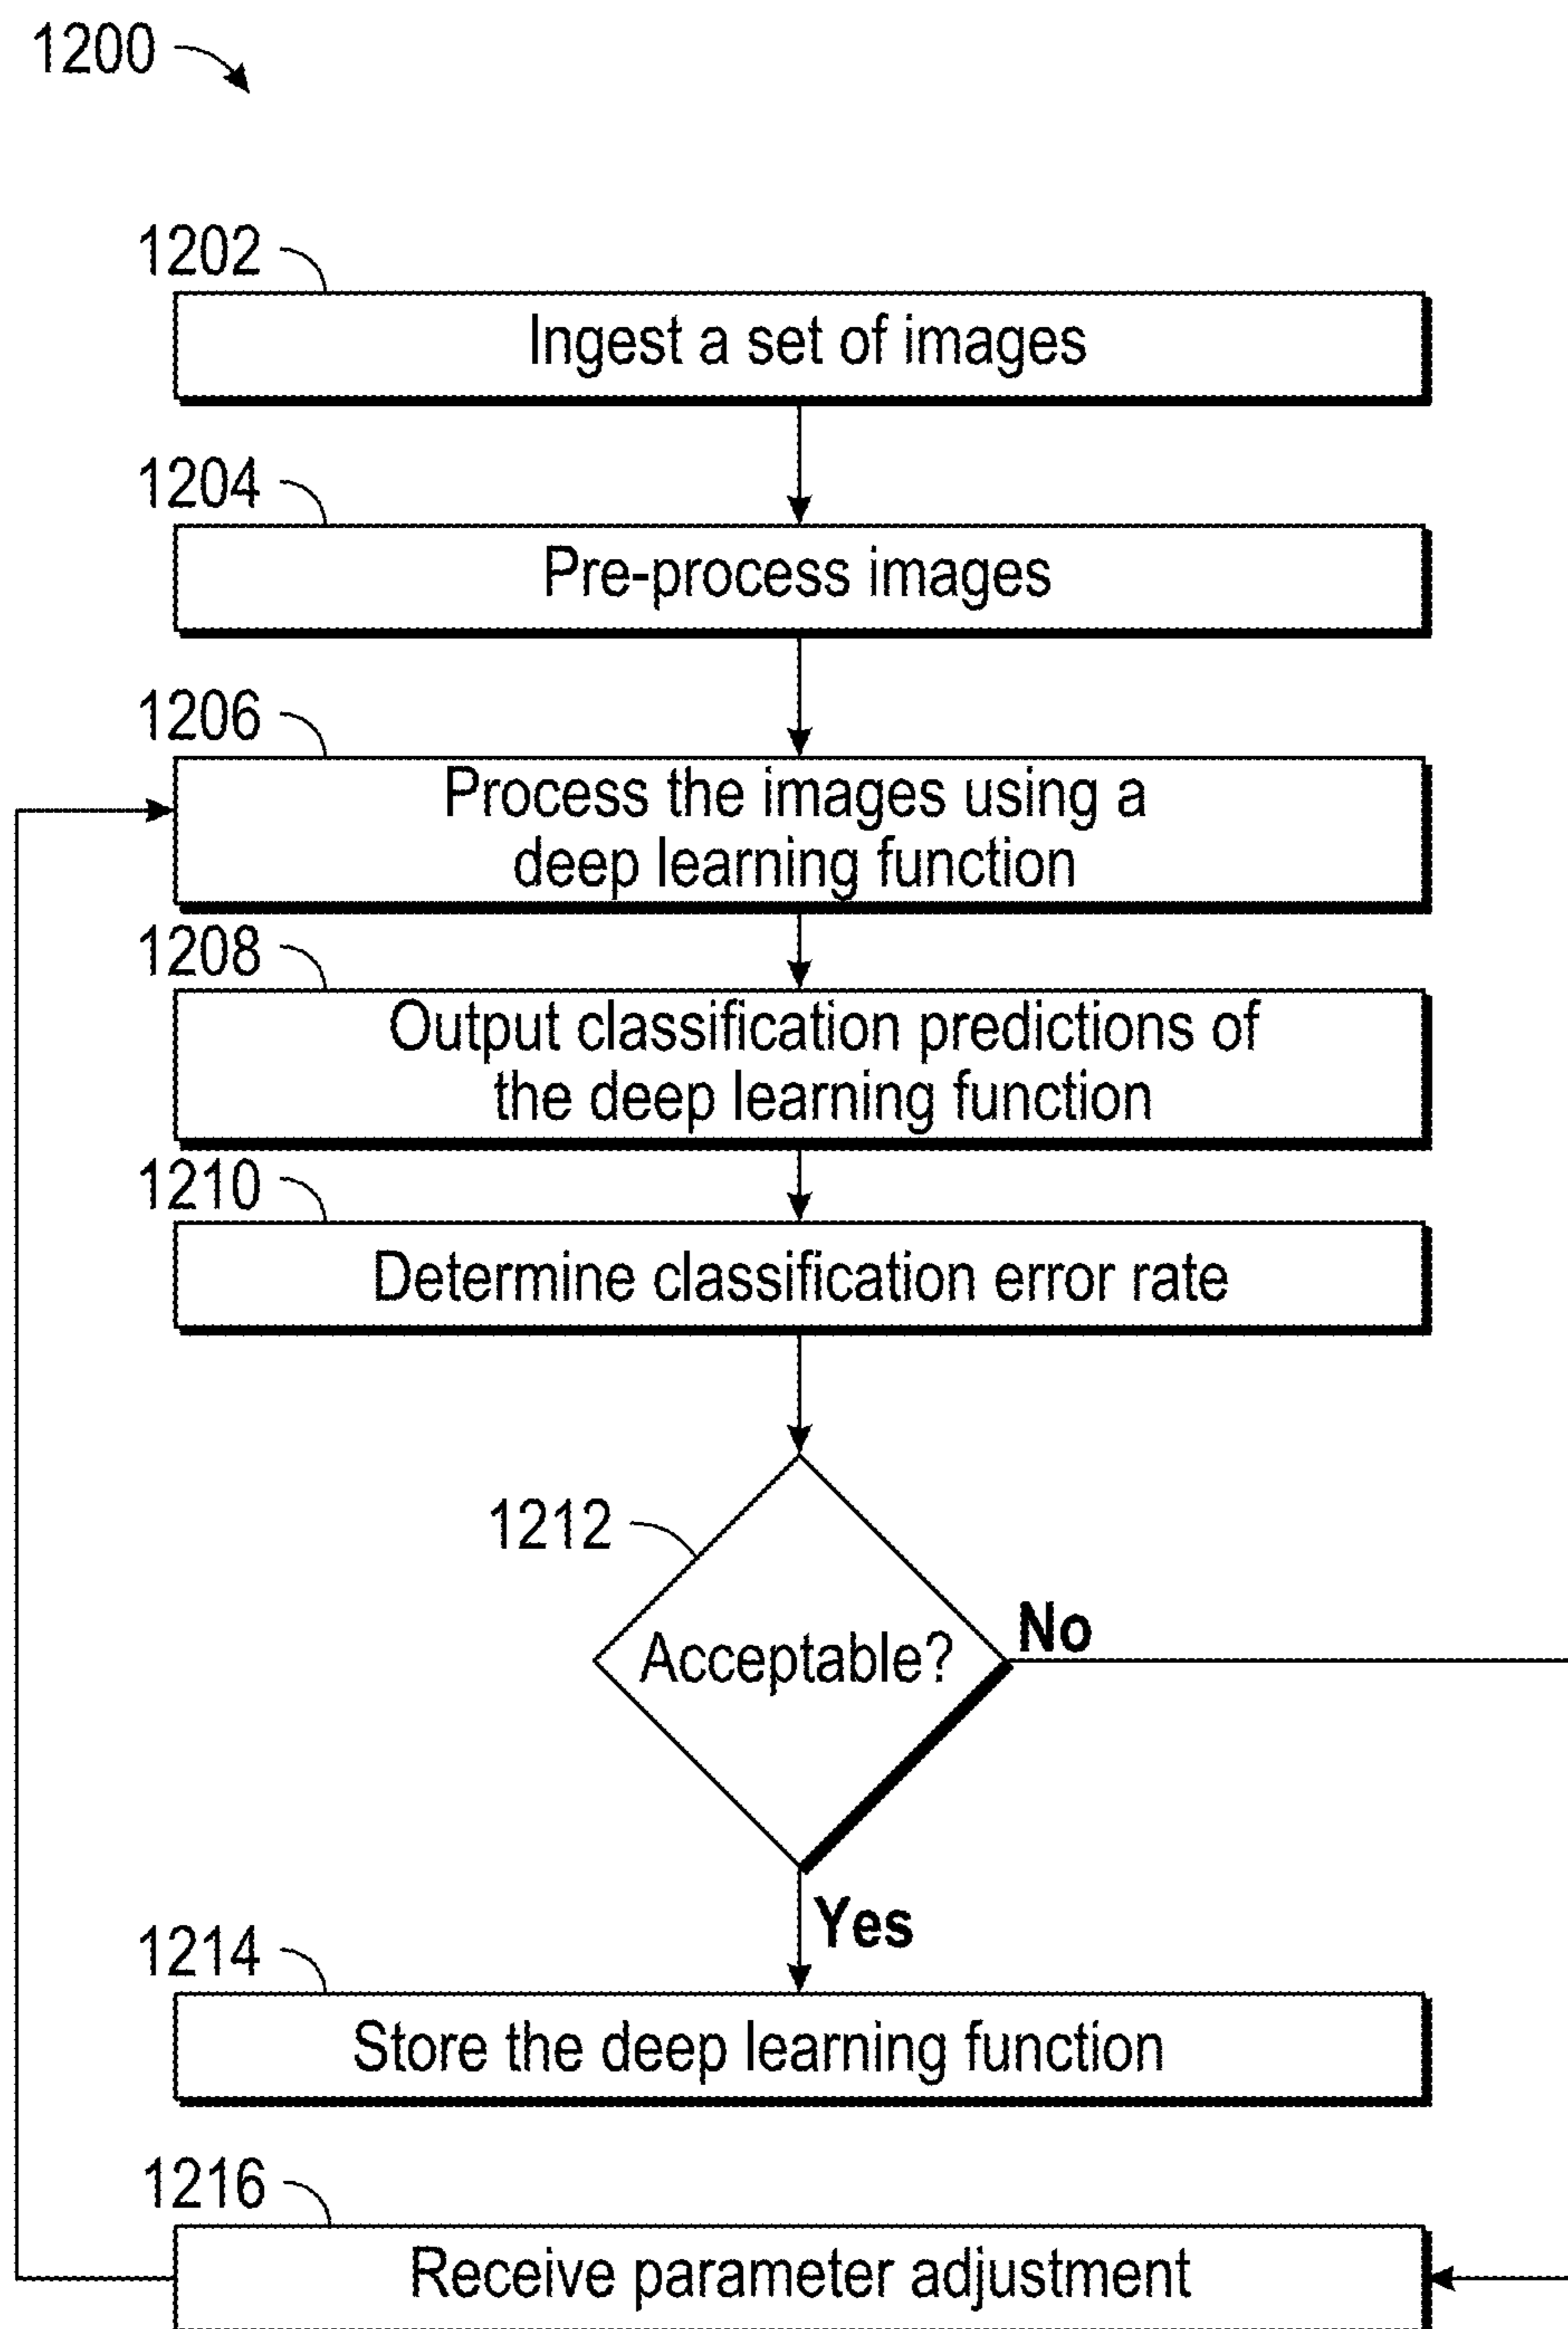 1200
1202
Ingest a set of images
1204
Pre-process images
1206
Process the images using a
deep learning function
1208
Output classification predictions of
the deep learning function
1210
Determine classification error rate
1212
Acceptable?
No
Yes
1214
Store the deep learning function
1216
Receive parameter adjustment